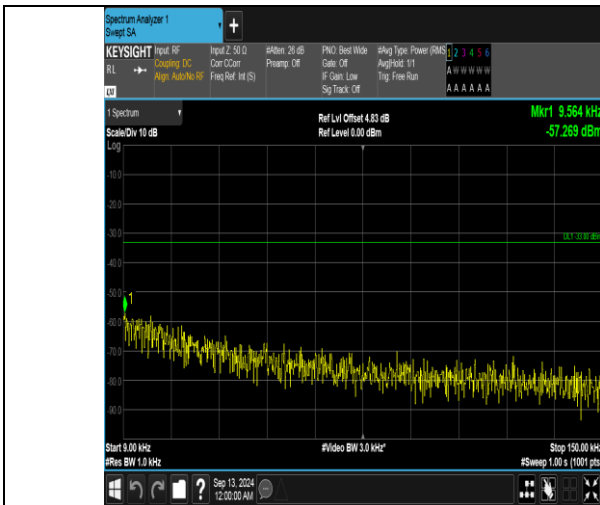 Spectrum Analyzer 1
Swept SA
+
KEYSIGHT
RL
LXI
Input: RF
Coupling: DC
Align: Auto/No RF
Input Z: 50 Ω
Corr CCorr
Freq Ref: Int (S)
#Atten: 26 dB
Preamp: Off
PNO: Best Wide
Gate: Off
IF Gain: Low
Sig Track: Off
#Avg Type: Power (RMS
Avg|Hold: 1/1
Trig: Free Run
1 2 3 4 5 6
A W W W W W
A A A A A A
1 Spectrum
Scale/Div 10 dB
Ref Lvl Offset 4.83 dB
Ref Level 0.00 dBm
Mkr1 9.564 kHz
-57.269 dBm
Log
-10.0
-20.0
-30.0
DL1 -33.00 dBm
-40.0
-50.0
1
-60.0
-70.0
-80.0
-90.0
Start 9.00 kHz
#Res BW 1.0 kHz
#Video BW 3.0 kHz*
Stop 150.00 kHz
#Sweep 1.00 s (1001 pts)
?
Sep 13, 2024
12:00:00 AM